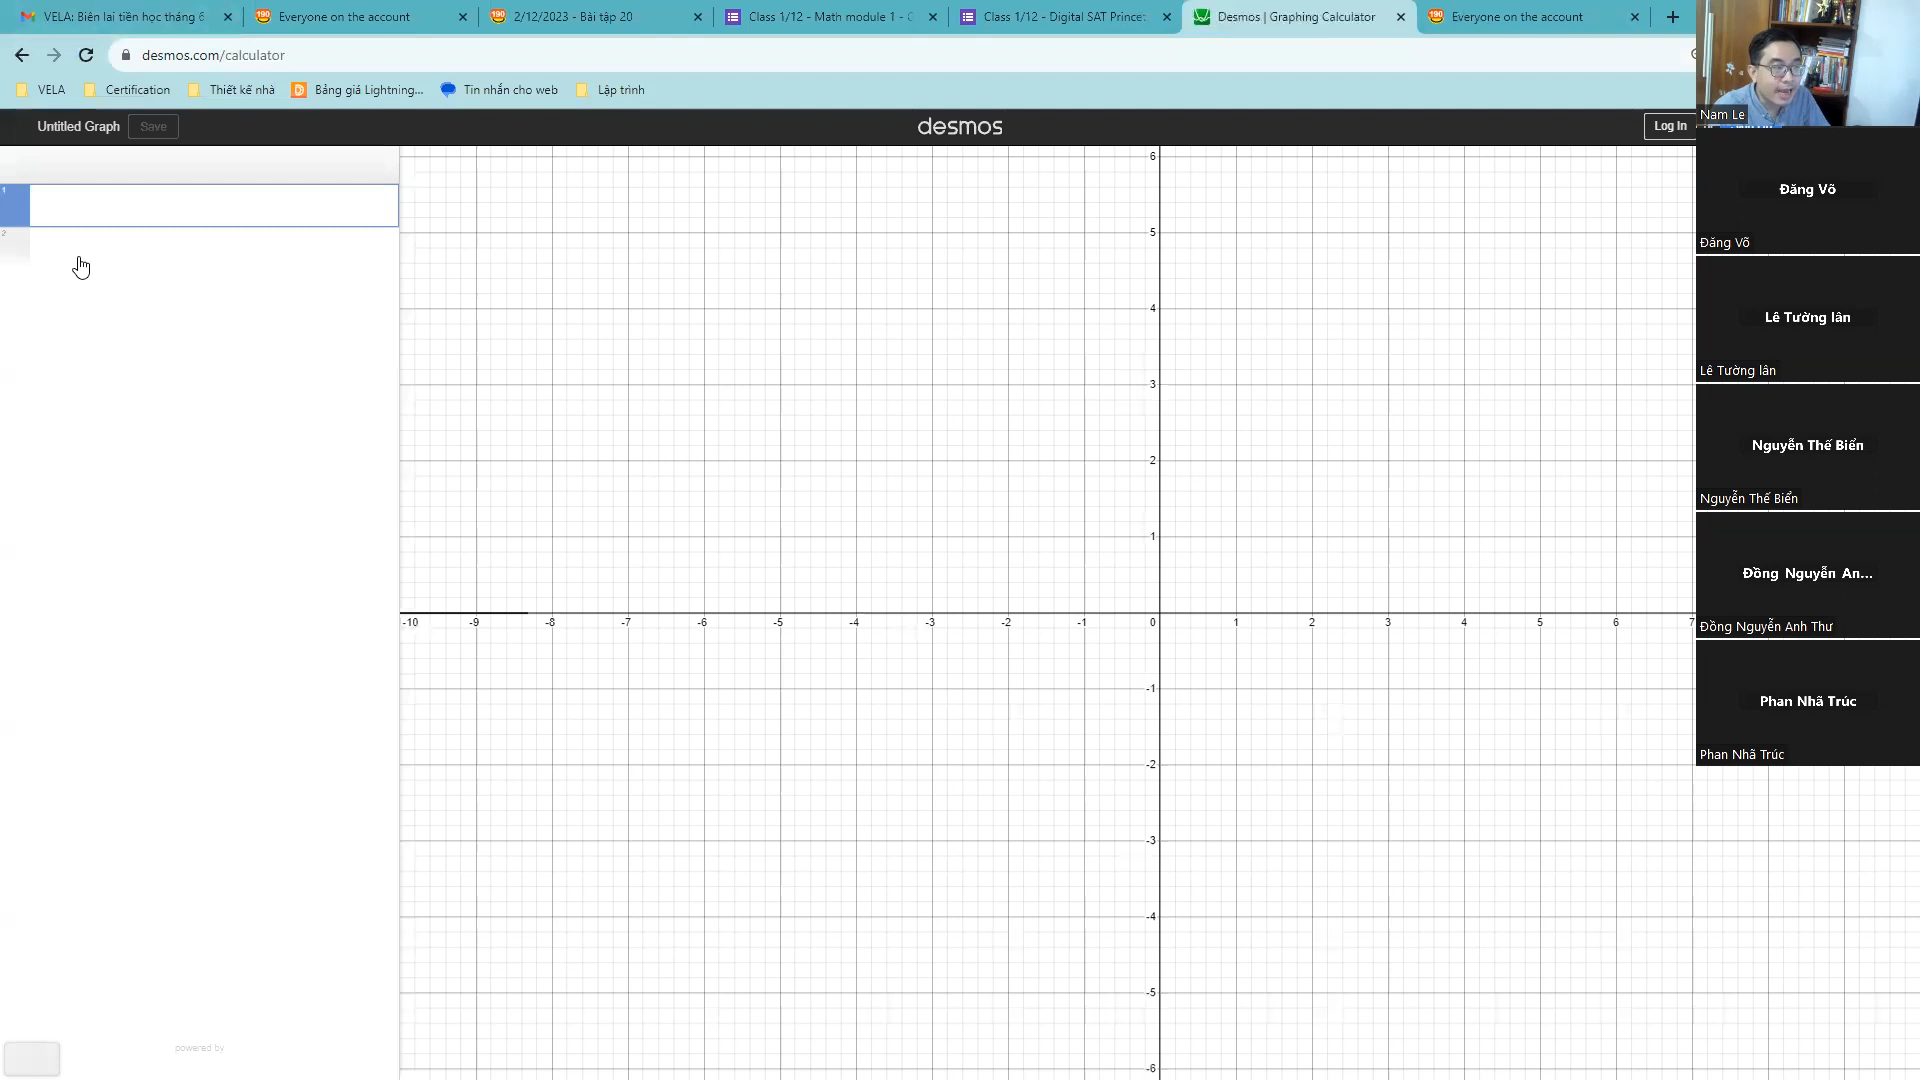 VELA: Biên lai tiền học tháng 6
Everyone on the account
2/12/2023 - Bài tập 20
Class 1/12 - Math module 1 - G
Class 1/12 - Digital SAT Prince
Desmos | Graphing Calculator
Everyone on the account
desmos.com/calculator
VELA
Certification
Thiết kế nhà
Bảng giá Lightning...
Tin nhắn cho web
Lập trình
Untitled Graph
Save
desmos
Log In
Nam Le
1
2
6
5
4
3
2
1
-10 -9 -8 -7 -6 -5 -4 -3 -2 -1 0 1 2 3 4 5 6 7
-1
-2
-3
-4
-5
-6
powered by
Đăng Võ
Đăng Võ
Lê Tường lân
Lê Tường lân
Nguyễn Thế Biển
Nguyễn Thế Biển
Đồng Nguyễn An...
Đồng Nguyễn Anh Thư
Phan Nhã Trúc
Phan Nhã Trúc